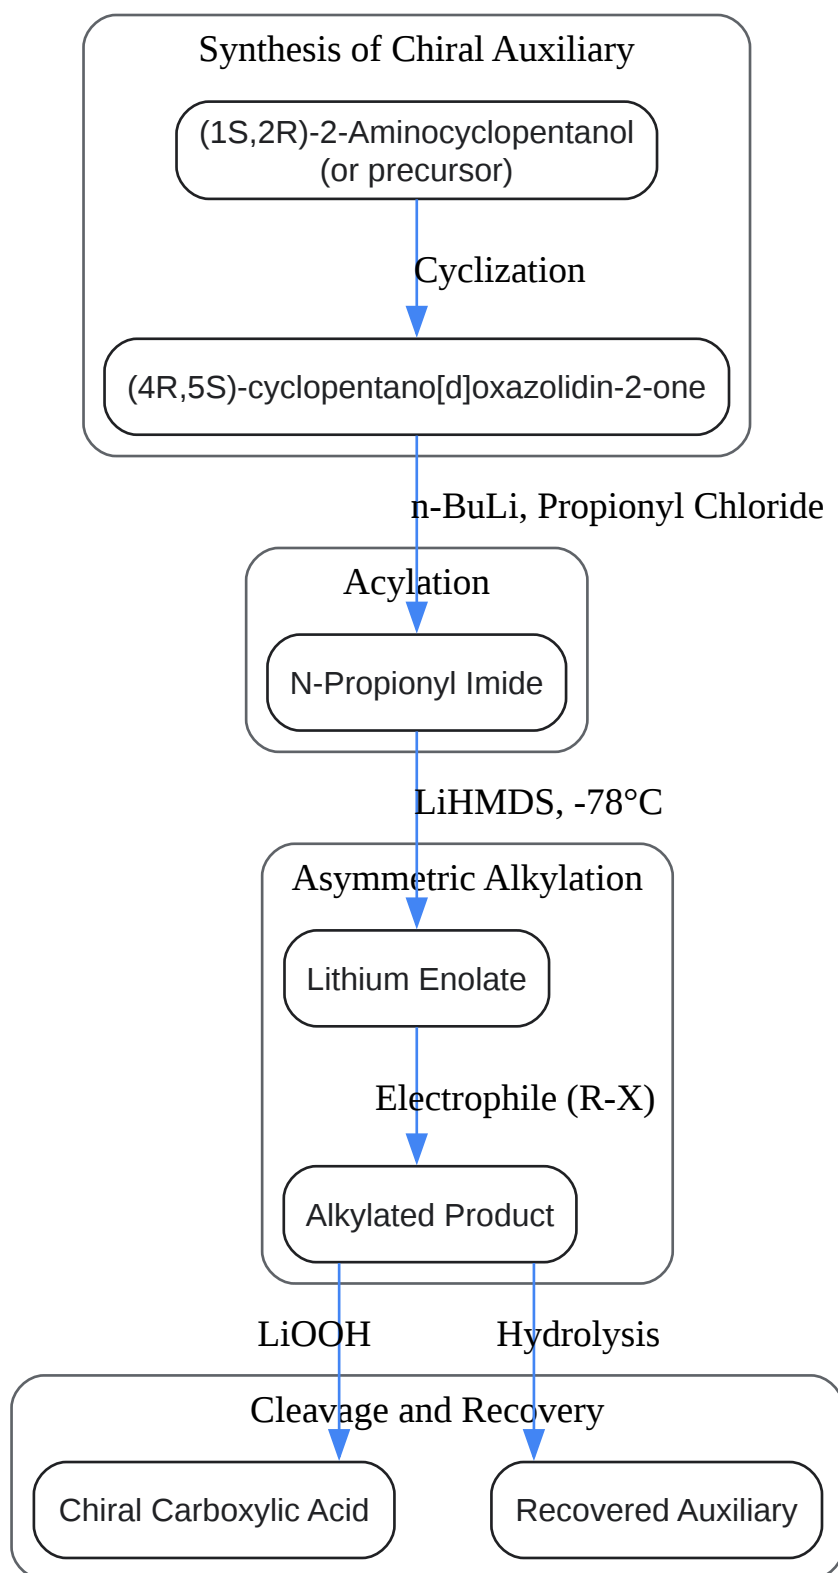 Synthesis of Chiral Auxiliary
(1S,2R)-2-Aminocyclopentanol
(or precursor)
Cyclization
(4R,5S)-cyclopentano[d]oxazolidin-2-one
n-BuLi, Propionyl Chloride
Acylation
N-Propionyl Imide
LiHMDS, -78°C
Asymmetric Alkylation
Lithium Enolate
Electrophile (R-X)
Alkylated Product
LiOOH
Hydrolysis
Cleavage and Recovery
Chiral Carboxylic Acid
Recovered Auxiliary